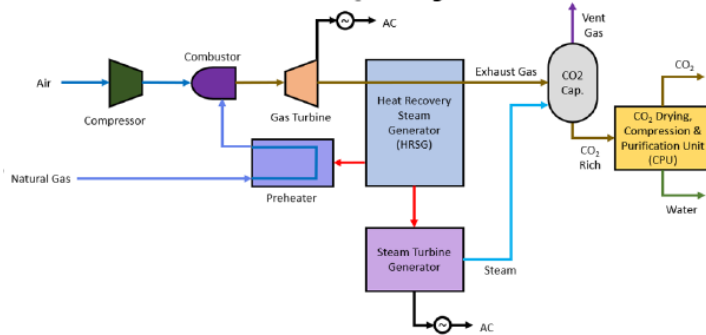 AC
Vent
Gas
Combustor
Air
Compressor
Gas Turbine
Heat Recovery
Steam
Generator
(HRSG)
Exhaust Gas
CO2
Cap.
CO₂
CO₂ Drying,
Compression &
Purification Unit
(CPU)
CO₂
Rich
Natural Gas
Preheater
Water
Steam Turbine
Generator
Steam
AC